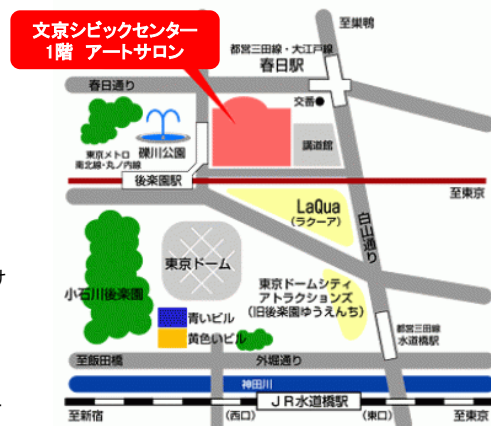 文京シビックセンター
1階 アートサロン
至巣鴨
都営三田線・大江戸線
春日駅
春日通り
交番●
講道館
東京メトロ
南北線・丸ノ内線
礫川公園
後楽園駅
至東京
LaQua
(ラクーア)
白山通り
東京ドーム
小石川後楽園
東京ドームシティ
アトラクションズ
(旧後楽園ゆうえんち)
青いビル
黄色いビル
都営三田線
水道橋駅
至飯田橋
外堀通り
神田川
JR水道橋駅
至新宿
(西口)
(東口)
至東京
け